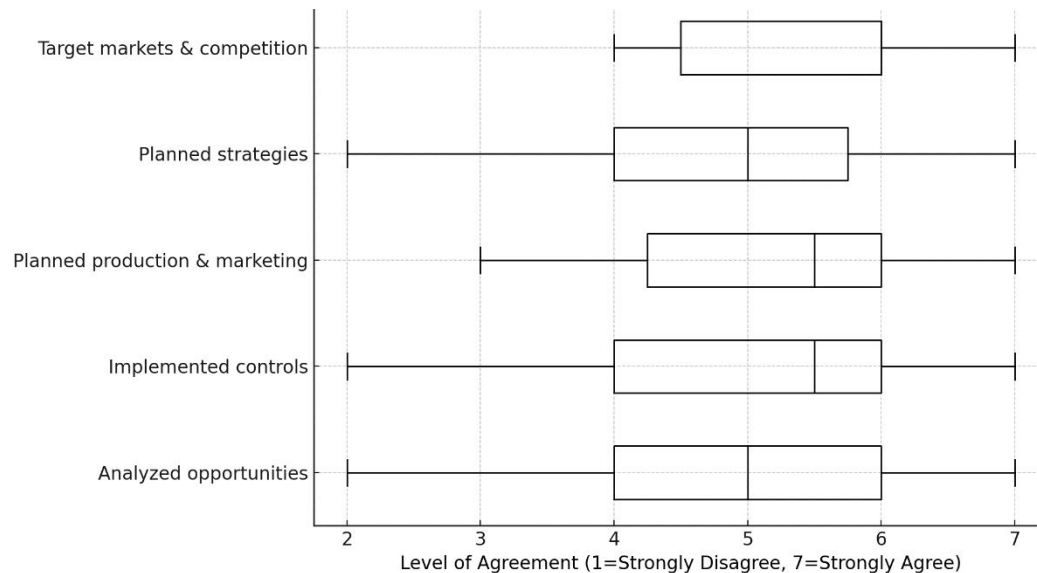 Target markets & competition
Planned strategies
Planned production & marketing
Implemented controls
Analyzed opportunities
2 3 4 5 6 7
Level of Agreement (1=Strongly Disagree, 7=Strongly Agree)